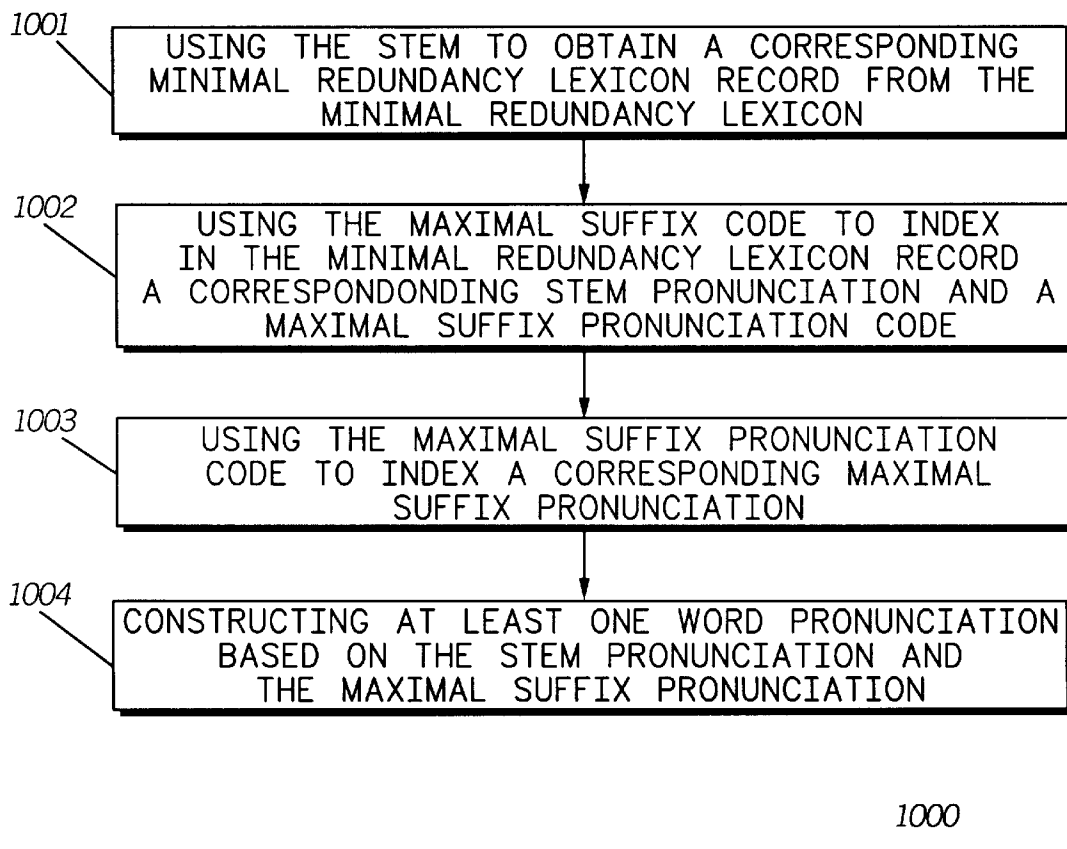 1001
USING THE STEM TO OBTAIN A CORRESPONDING
MINIMAL REDUNDANCY LEXICON RECORD FROM THE
MINIMAL REDUNDANCY LEXICON
1002
USING THE MAXIMAL SUFFIX CODE TO INDEX
IN THE MINIMAL REDUNDANCY LEXICON RECORD
A CORRESPONDONDING STEM PRONUNCIATION AND A
MAXIMAL SUFFIX PRONUNCIATION CODE
1003
USING THE MAXIMAL SUFFIX PRONUNCIATION
CODE TO INDEX A CORRESPONDING MAXIMAL
SUFFIX PRONUNCIATION
1004
CONSTRUCTING AT LEAST ONE WORD PRONUNCIATION
BASED ON THE STEM PRONUNCIATION AND
THE MAXIMAL SUFFIX PRONUNCIATION
1000